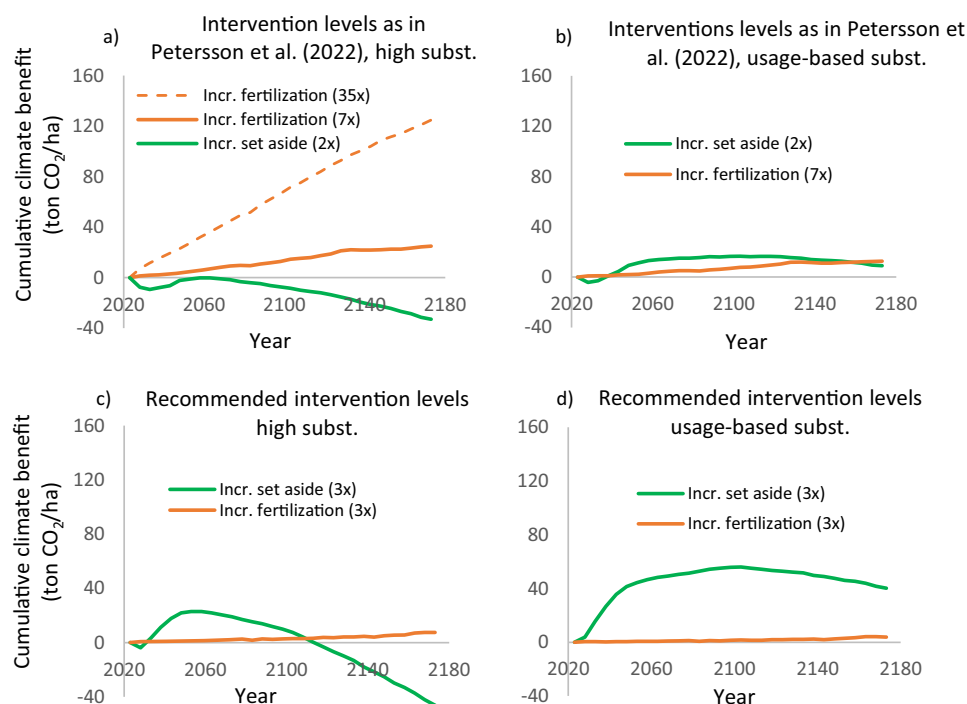 a) Intervention levels as in
Petersson et al. (2022), high subst.
Cumulative climate benefit
(ton CO₂/ha)
160
120
80
40
0
-40
Incr. fertilization (35x)
Incr. fertilization (7x)
Incr. set aside (2x)
2020 2060 2100 2140 2180
Year
b) Interventions levels as in Petersson et
al. (2022), usage-based subst.
160
120
80
40
0
-40
Incr. set aside (2x)
Incr. fertilization (7x)
2020 2060 2100 2140 2180
Year
c) Recommended intervention levels
high subst.
Cumulative climate benefit
(ton CO₂/ha)
160
120
80
40
0
-40
Incr. set aside (3x)
Incr. fertilization (3x)
2020 2060 2100 2140 2180
Year
d) Recommended intervention levels
usage-based subst.
160
120
80
40
0
-40
Incr. set aside (3x)
Incr. fertilization (3x)
2020 2060 2100 2140 2180
Year